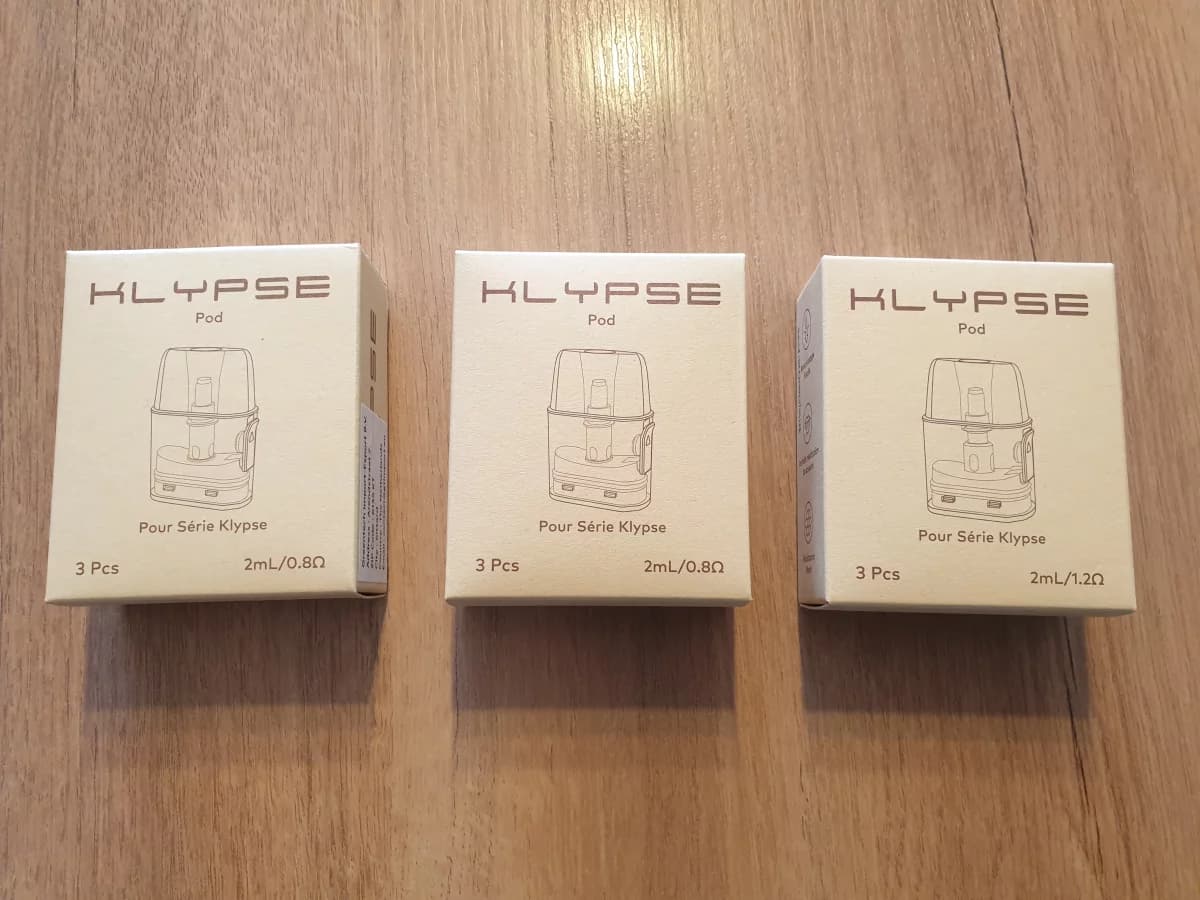 KLYPSE
Pod
Pour Série Klypse
3 Pcs
2mL/0.8Ω
KLYPSE
Pod
Pour Série Klypse
3 Pcs
2mL/0.8Ω
KLYPSE
Pod
Pour Série Klypse
3 Pcs
2mL/1.2Ω